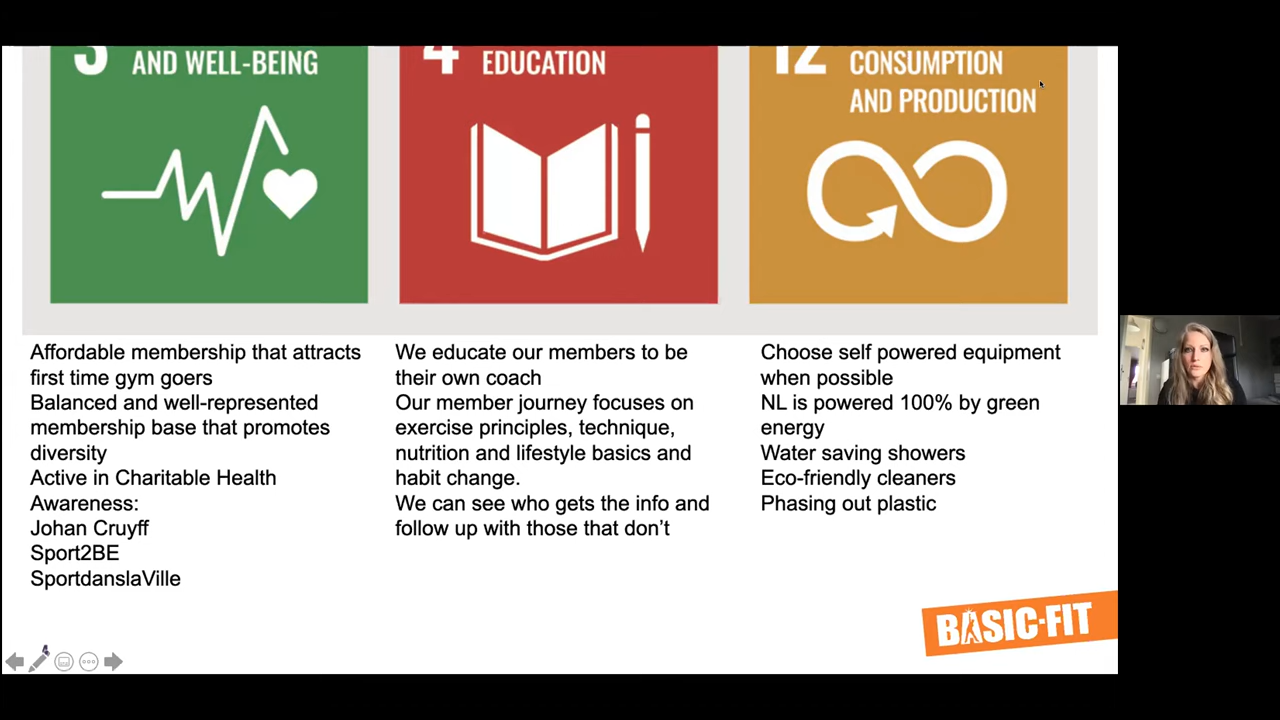 3
AND WELL-BEING
4
EDUCATION
12
CONSUMPTION
AND PRODUCTION
Affordable membership that attracts
first time gym goers
Balanced and well-represented
membership base that promotes
diversity
Active in Charitable Health
Awareness:
Johan Cruyff
Sport2BE
SportdanslaVille
We educate our members to be
their own coach
Our member journey focuses on
exercise principles, technique,
nutrition and lifestyle basics and
habit change.
We can see who gets the info and
follow up with those that don’t
Choose self powered equipment
when possible
NL is powered 100% by green
energy
Water saving showers
Eco-friendly cleaners
Phasing out plastic
BASIC-FIT